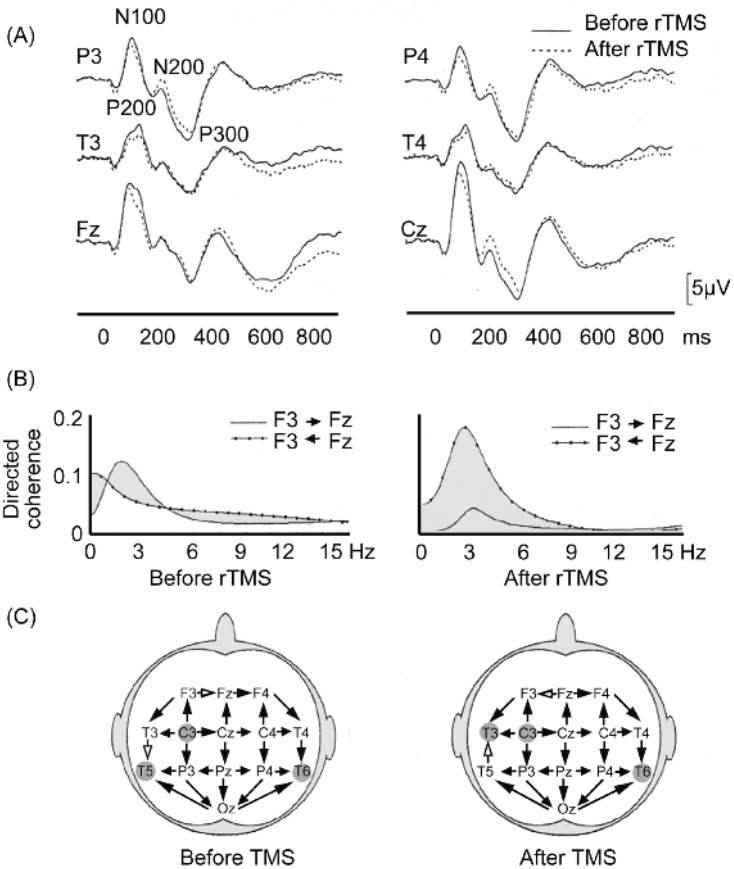 (A)
N100
P3
N200
P200
T3
P300
Fz
Before rTMS
After rTMS
P4
T4
Cz
5µV
0 200 400 600 800
0 200 400 600 800 ms
(B)
Directed
coherence
0.2
0.1
0
F3 → Fz
F3 ← Fz
0 3 6 9 12 15 Hz
Before rTMS
F3 → Fz
F3 ← Fz
0 3 6 9 12 15 Hz
After rTMS
(C)
F3 Fz F4
T3 C3 Cz C4 T4
T5 P3 Pz P4 T6
Oz
Before TMS
F3 Fz F4
T3 C3 Cz C4 T4
T5 P3 Pz P4 T6
Oz
After TMS